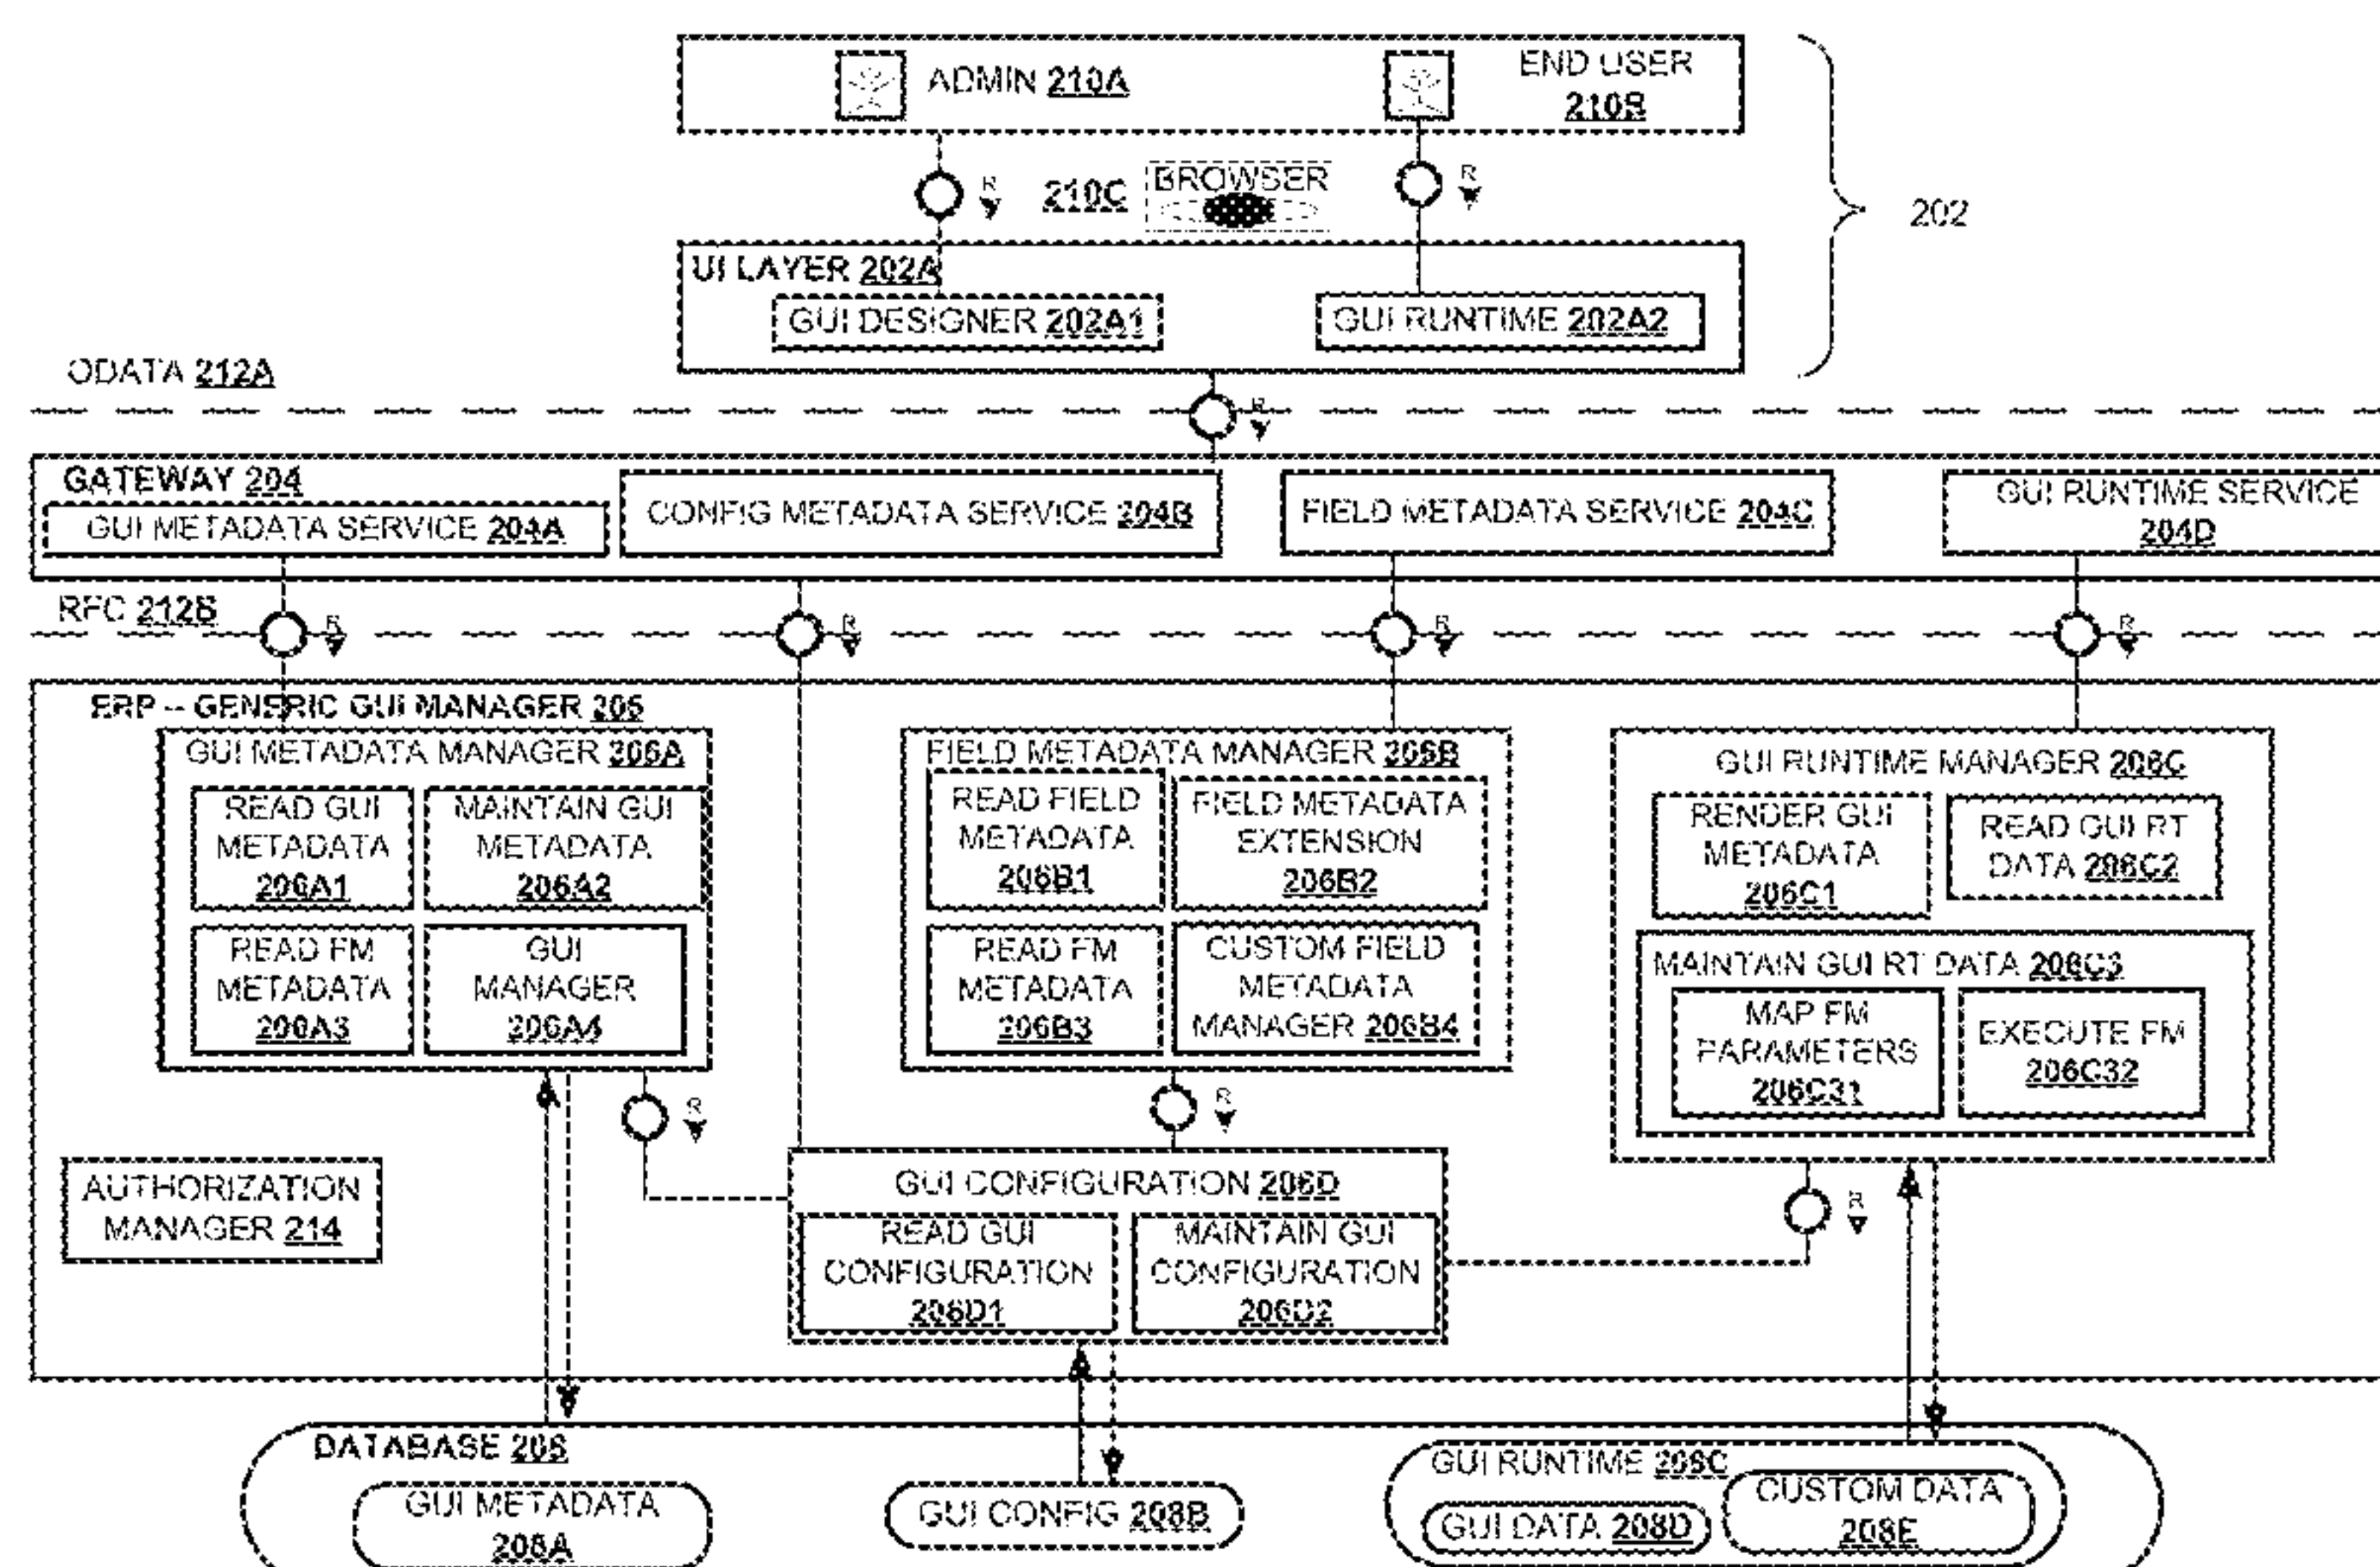 ADMIN 210A
END USER
210B
R
210C
BROWSER
R
202
UI LAYER 202A
GUI DESIGNER 202A1
GUI RUNTIME 202A2
ODATA 212A
R
GATEWAY 204
GUI METADATA SERVICE 204A
CONFIG METADATA SERVICE 204B
FIELD METADATA SERVICE 204C
GUI RUNTIME SERVICE
204D
RFC 212B
R
R
R
R
ERP -- GENERIC GUI MANAGER 206
GUI METADATA MANAGER 206A
READ GUI
METADATA
206A1
MAINTAIN GUI
METADATA
206A2
READ FM
METADATA
206A3
GUI
MANAGER
206A4
FIELD METADATA MANAGER 206B
READ FIELD
METADATA
206B1
FIELD METADATA
EXTENSION
206B2
READ FM
METADATA
206B3
CUSTOM FIELD
METADATA
MANAGER 206B4
GUI RUNTIME MANAGER 206C
RENDER GUI
METADATA
206C1
READ GUI RT
DATA 206C2
MAINTAIN GUI RT DATA 206C3
MAP FM
PARAMETERS
206C31
EXECUTE FM
206C32
R
R
R
AUTHORIZATION
MANAGER 214
GUI CONFIGURATION 206D
READ GUI
CONFIGURATION
206D1
MAINTAIN GUI
CONFIGURATION
206D2
DATABASE 208
GUI METADATA
208A
GUI CONFIG 208B
GUI RUNTIME 208C
GUI DATA 208D
CUSTOM DATA
208E